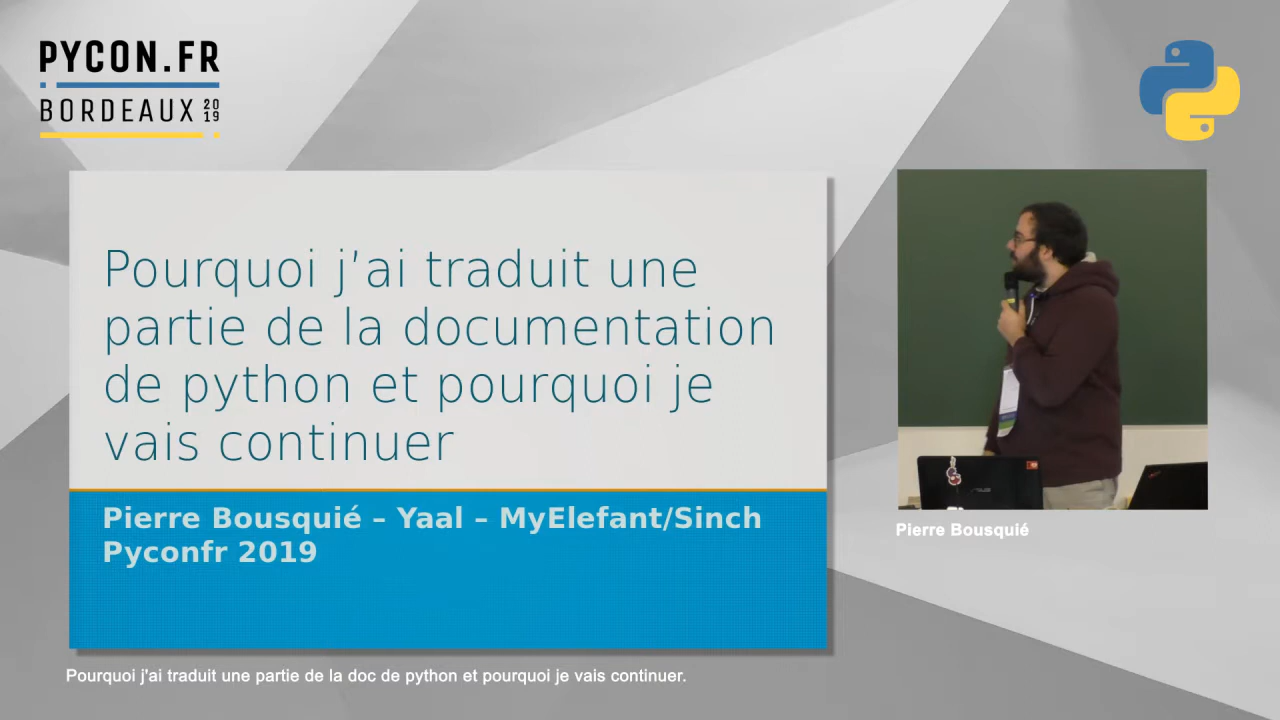 PYCON.FR
BORDEAUX 2019
Pourquoi j’ai traduit une
partie de la documentation
de python et pourquoi je
vais continuer
Pierre Bousquié – Yaal – MyElefant/Sinch
Pyconfr 2019
Pierre Bousquié
Pourquoi j'ai traduit une partie de la doc de python et pourquoi je vais continuer.